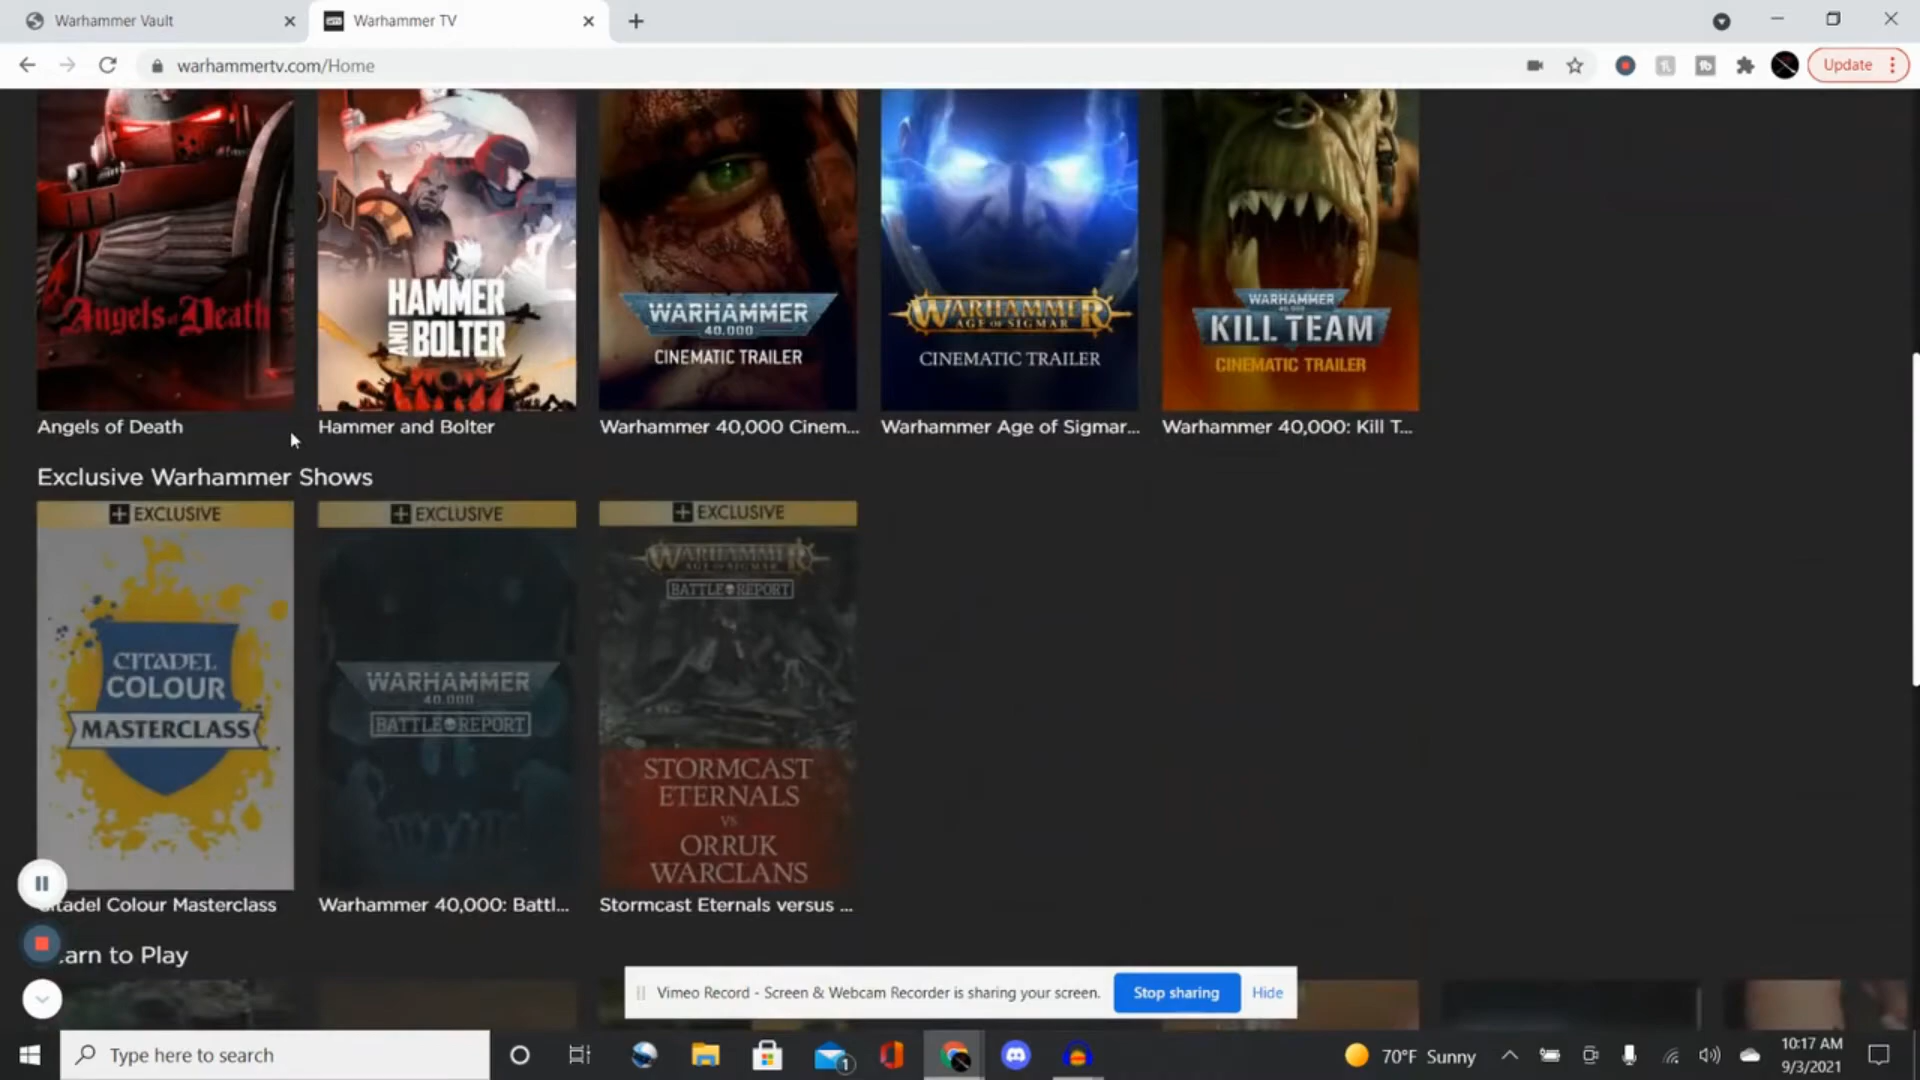 Warhammer Vault
Warhammer TV
warhammertv.com/Home
Update
Angels of Death
HAMMER
AND BOLTER
WARHAMMER
40,000
CINEMATIC TRAILER
WARHAMMER
AGE OF SIGMAR
CINEMATIC TRAILER
WARHAMMER
40,000
KILL TEAM
CINEMATIC TRAILER
Angels of Death
Hammer and Bolter
Warhammer 40,000 Cinem...
Warhammer Age of Sigmar...
Warhammer 40,000: Kill T...
Exclusive Warhammer Shows
EXCLUSIVE
CITADEL
COLOUR
MASTERCLASS
EXCLUSIVE
WARHAMMER
40,000
BATTLE REPORT
EXCLUSIVE
WARHAMMER
AGE OF SIGMAR
BATTLE REPORT
STORMCAST
ETERNALS
VS
ORRUK
WARCLANS
tadel Colour Masterclass
Warhammer 40,000: Battl...
Stormcast Eternals versus ...
arn to Play
Vimeo Record - Screen & Webcam Recorder is sharing your screen.
Stop sharing
Hide
Type here to search
1
70°F Sunny
10:17 AM
9/3/2021